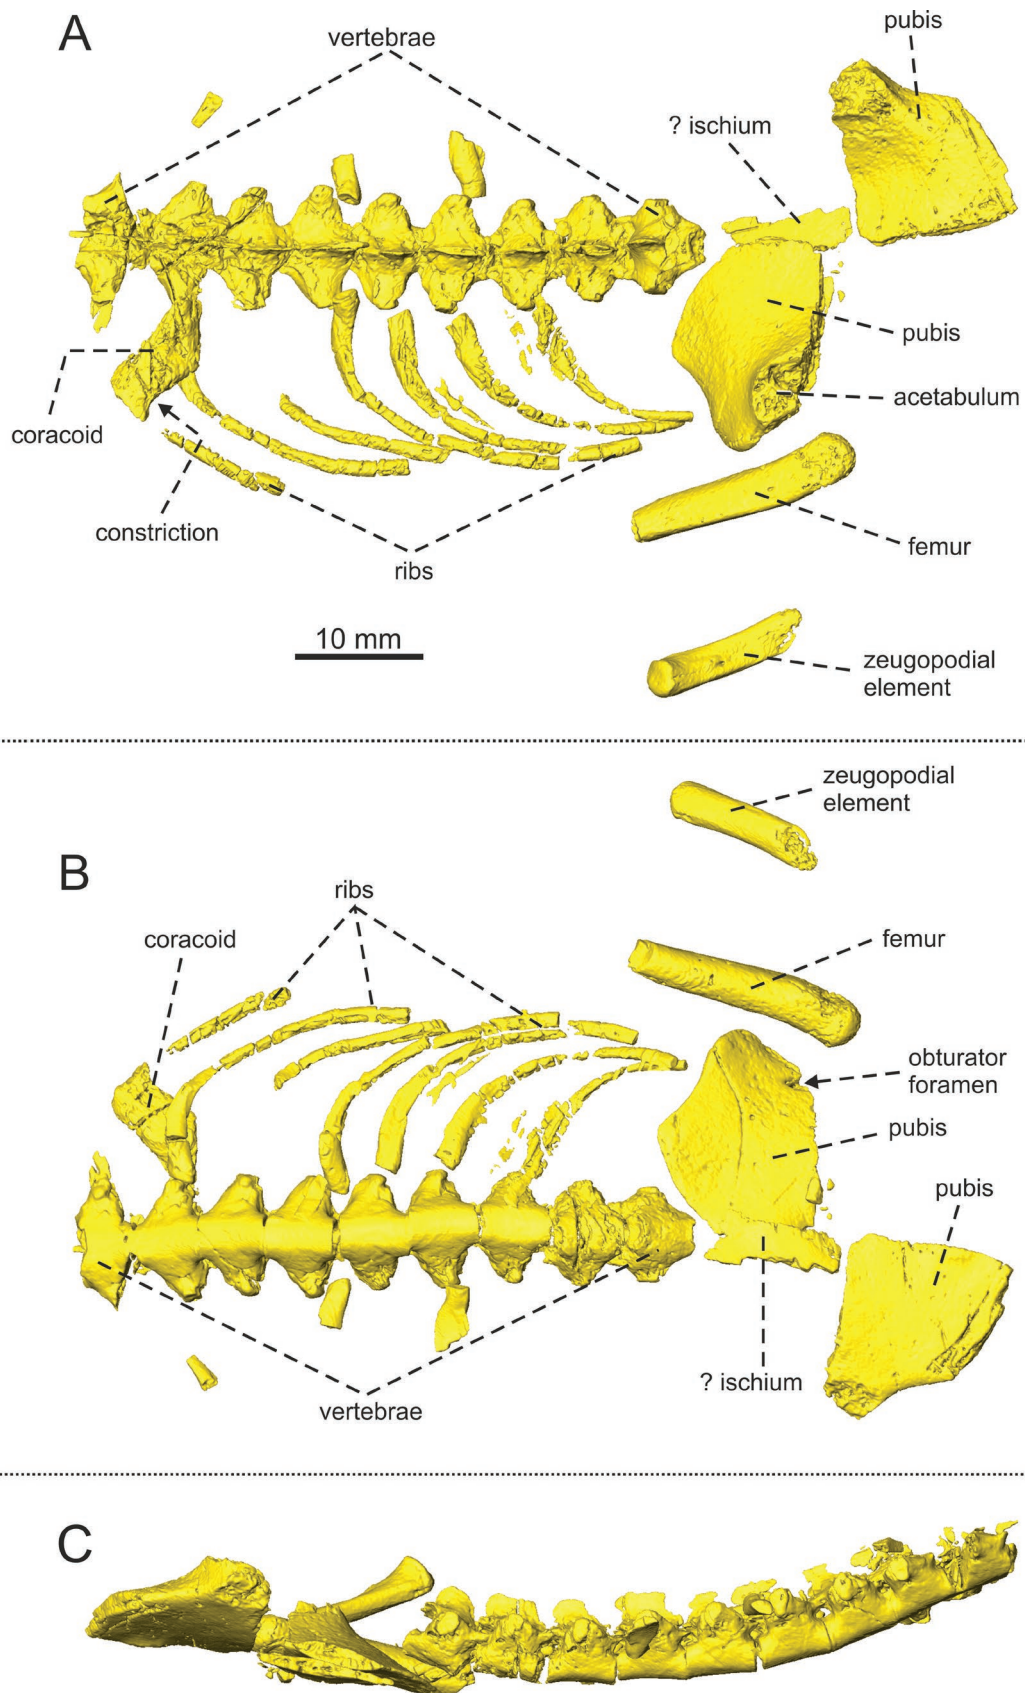 A
vertebrae
pubis
? ischium
pubis
acetabulum
coracoid
constriction
ribs
femur
10 mm
zeugopodial
element
zeugopodial
element
B
ribs
coracoid
femur
obturator
foramen
pubis
pubis
? ischium
vertebrae
C